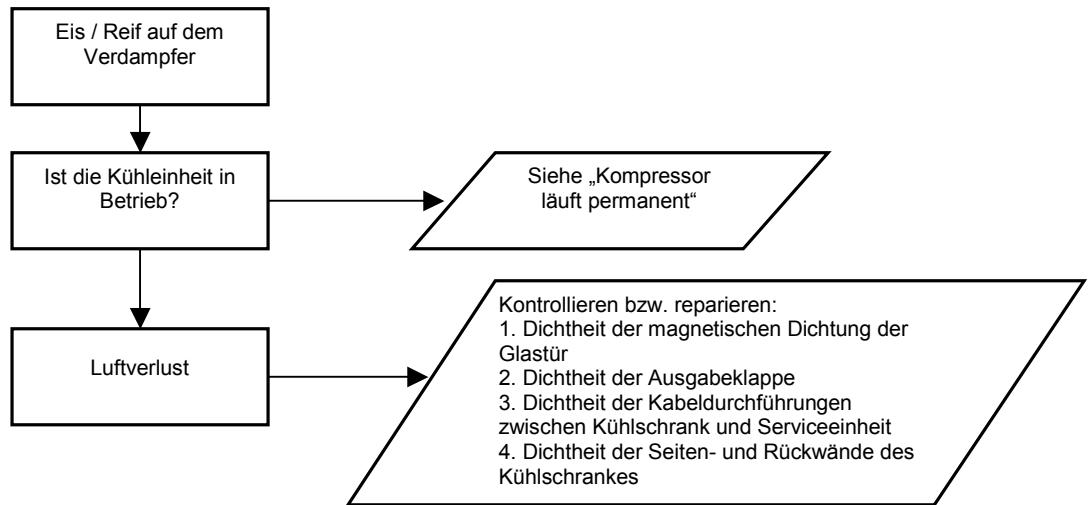 Eis / Reif auf dem
Verdampfer
Ist die Kühleinheit in
Betrieb?
Siehe „Kompressor
läuft permanent“
Luftverlust
Kontrollieren bzw. reparieren:
1. Dichtheit der magnetischen Dichtung der
Glastür
2. Dichtheit der Ausgabeklappe
3. Dichtheit der Kabeldurchführungen
zwischen Kühlschrank und Serviceeinheit
4. Dichtheit der Seiten- und Rückwände des
Kühlschrankes